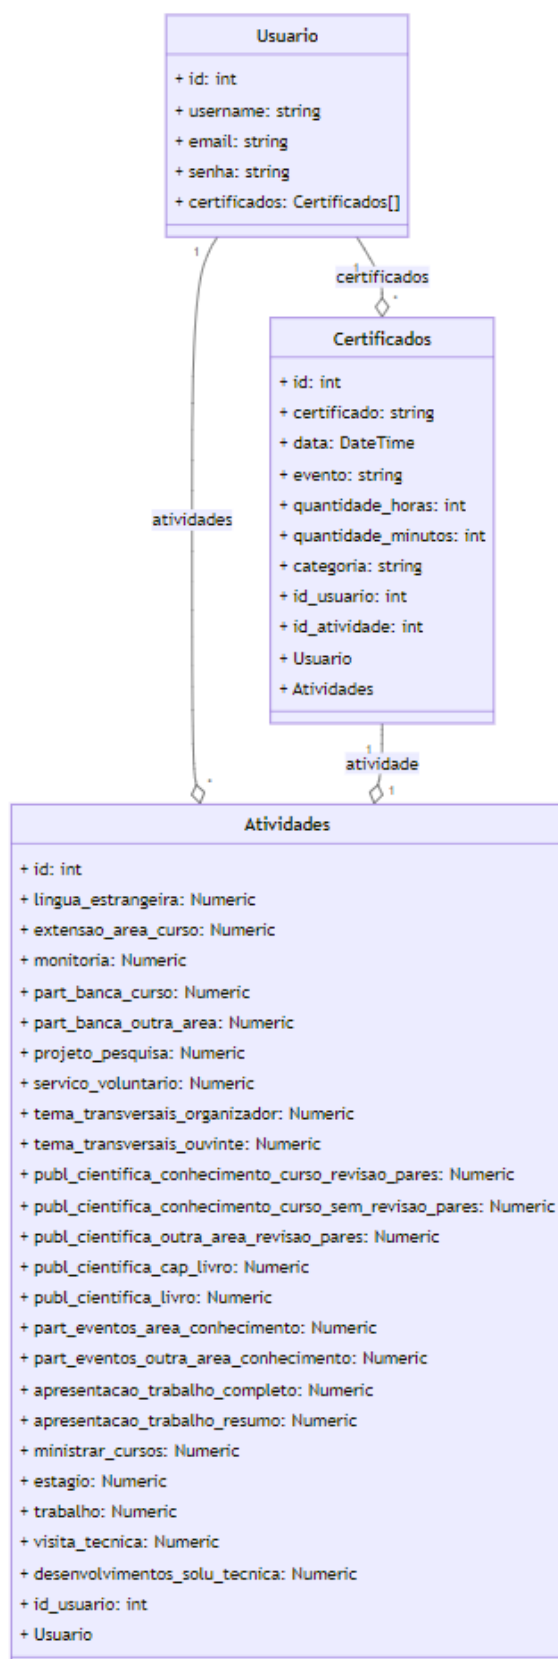 Usuario
+ id: int
+ username: string
+ email: string
+ senha: string
+ certificados: Certificados[]
1
1
certificados
*
Certificados
+ id: int
+ certificado: string
+ data: DateTime
+ evento: string
+ quantidade_horas: int
+ quantidade_minutos: int
+ categoria: string
+ id_usuario: int
+ id_atividade: int
+ Usuario
+ Atividades
atividades
1
atividade
*
1
Atividades
+ id: int
+ lingua_estrangeira: Numeric
+ extensao_area_curso: Numeric
+ monitoria: Numeric
+ part_banca_curso: Numeric
+ part_banca_outra_area: Numeric
+ projeto_pesquisa: Numeric
+ servico_voluntario: Numeric
+ tema_transversais_organizador: Numeric
+ tema_transversais_ouvinte: Numeric
+ publ_cientifica_conhecimento_curso_revisao_pares: Numeric
+ publ_cientifica_conhecimento_curso_sem_revisao_pares: Numeric
+ publ_cientifica_outra_area_revisao_pares: Numeric
+ publ_cientifica_cap_livro: Numeric
+ publ_cientifica_livro: Numeric
+ part_eventos_area_conhecimento: Numeric
+ part_eventos_outra_area_conhecimento: Numeric
+ apresentacao_trabalho_completo: Numeric
+ apresentacao_trabalho_resumo: Numeric
+ ministrar_cursos: Numeric
+ estagio: Numeric
+ trabalho: Numeric
+ visita_tecnica: Numeric
+ desenvolvimentos_solu_tecnica: Numeric
+ id_usuario: int
+ Usuario